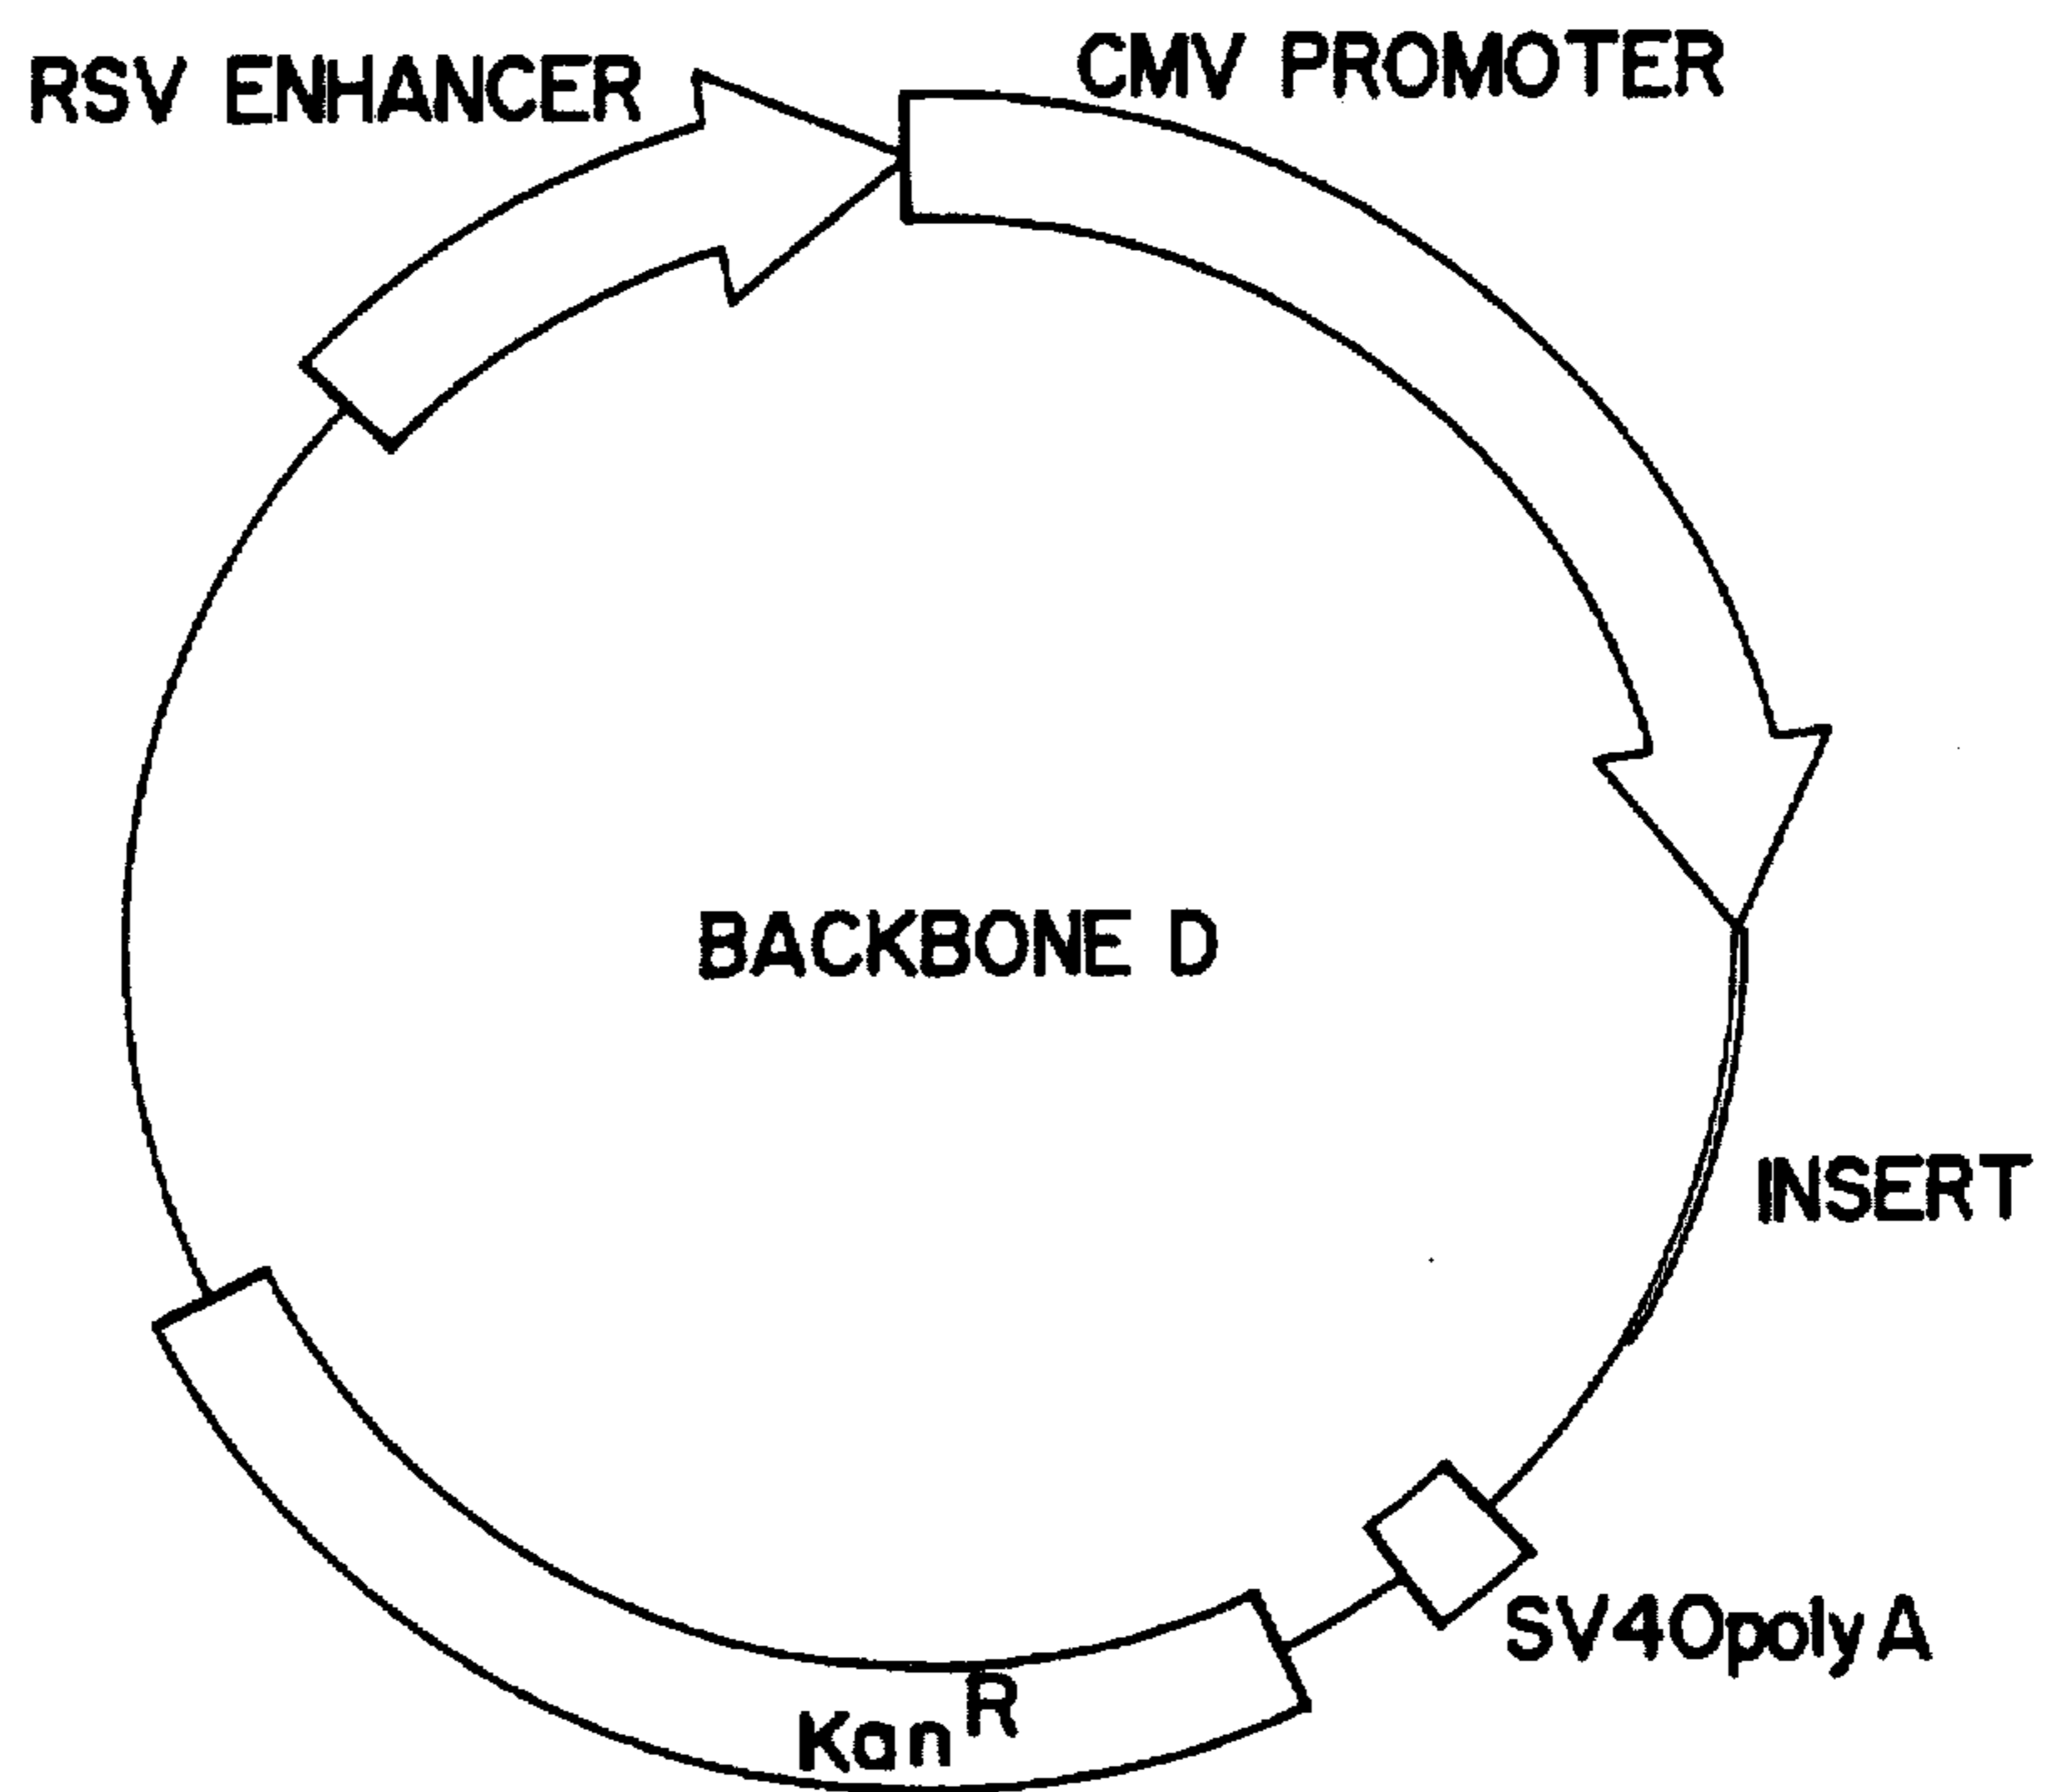 RSV ENHANCER
CMV PROMOTER
BACKBONE D
INSERT
SV40polyA
Kan^R